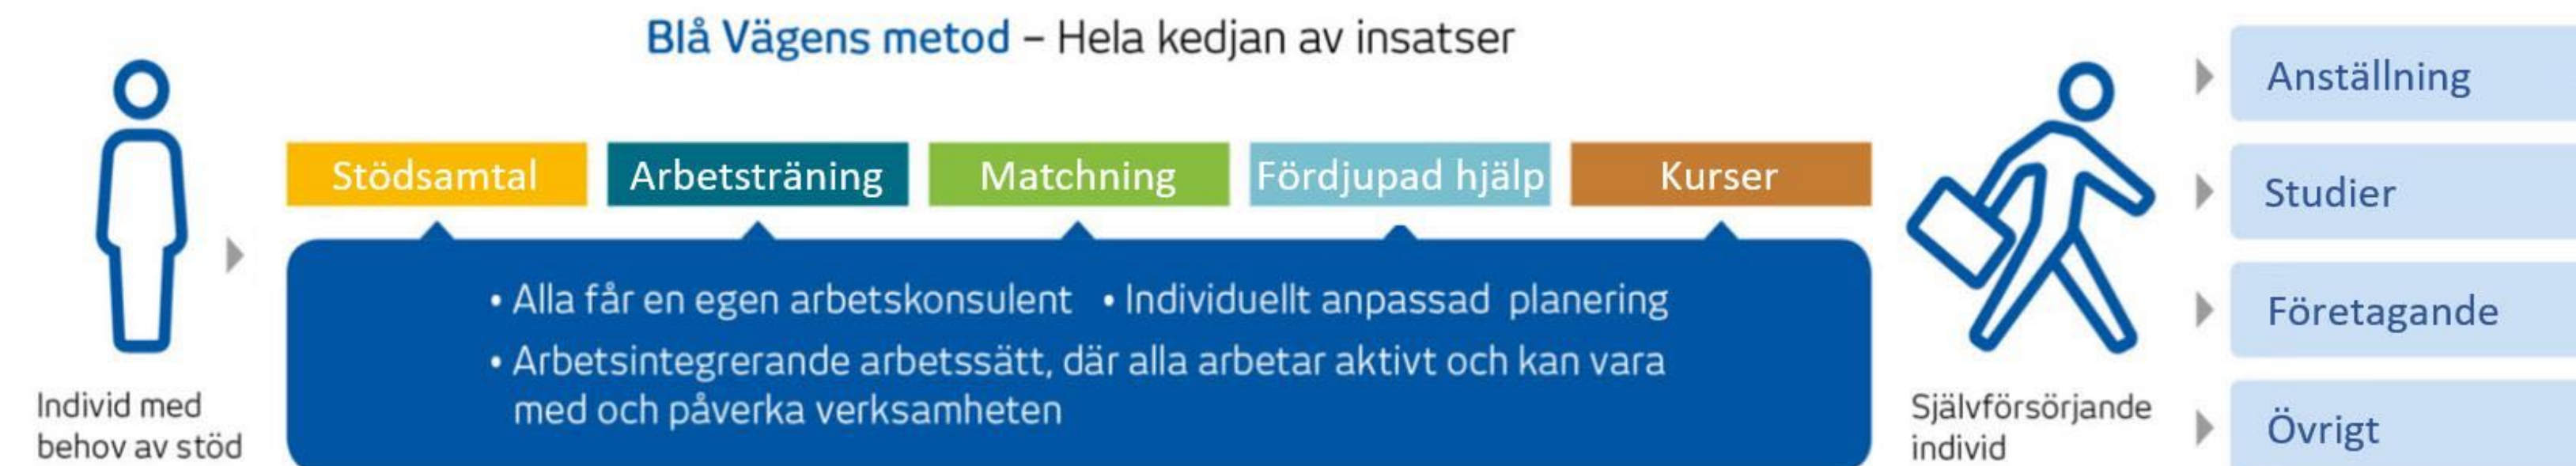 Blå Vägens metod – Hela kedjan av insatser
Stödsamtal
Arbetsträning
Matchning
Fördjupad hjälp
Kurser
• Alla får en egen arbetskonsulent • Individuellt anpassad planering
• Arbetsintegrerande arbetssätt, där alla arbetar aktivt och kan vara
med och påverka verksamheten
Individ med
behov av stöd
Självförsörjande
individ
Anställning
Studier
Företagande
Övrigt